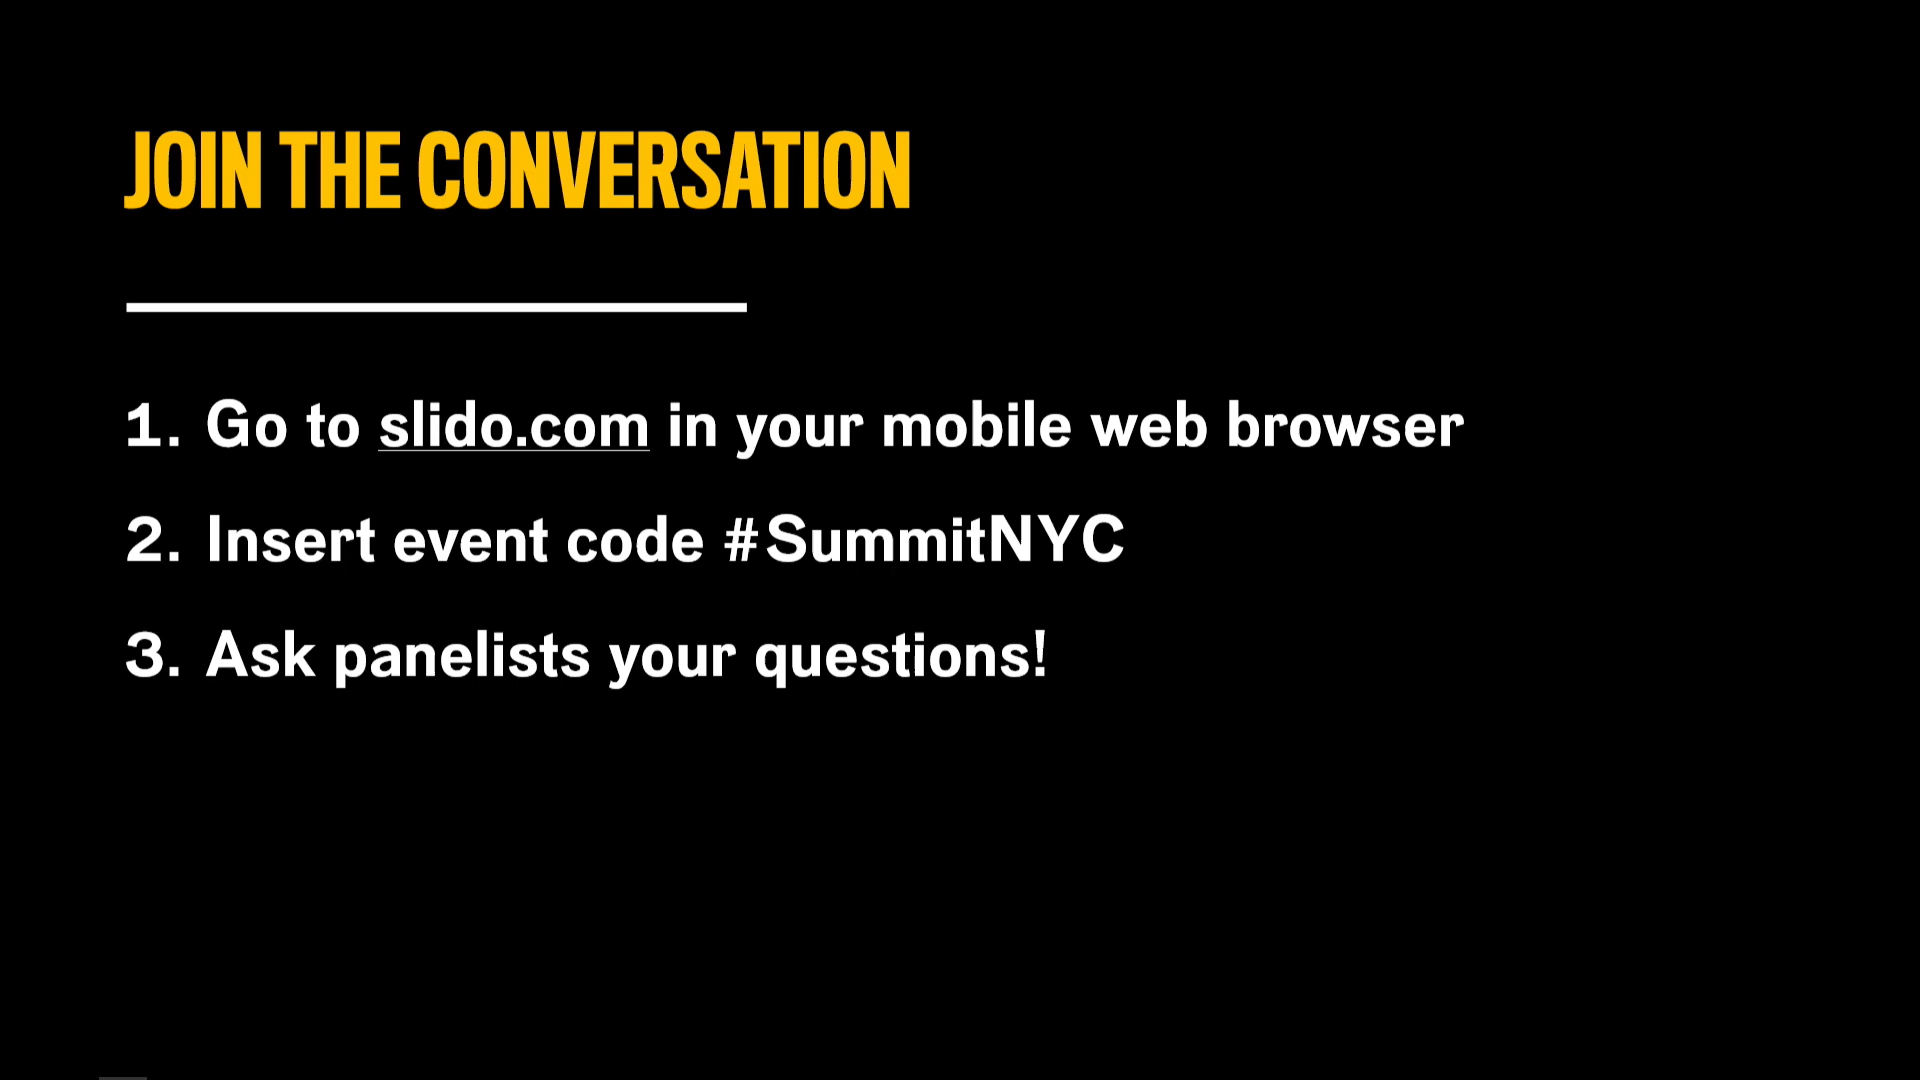 JOIN THE CONVERSATION
1. Go to slido.com in your mobile web browser
2. Insert event code #SummitNYC
3. Ask panelists your questions!